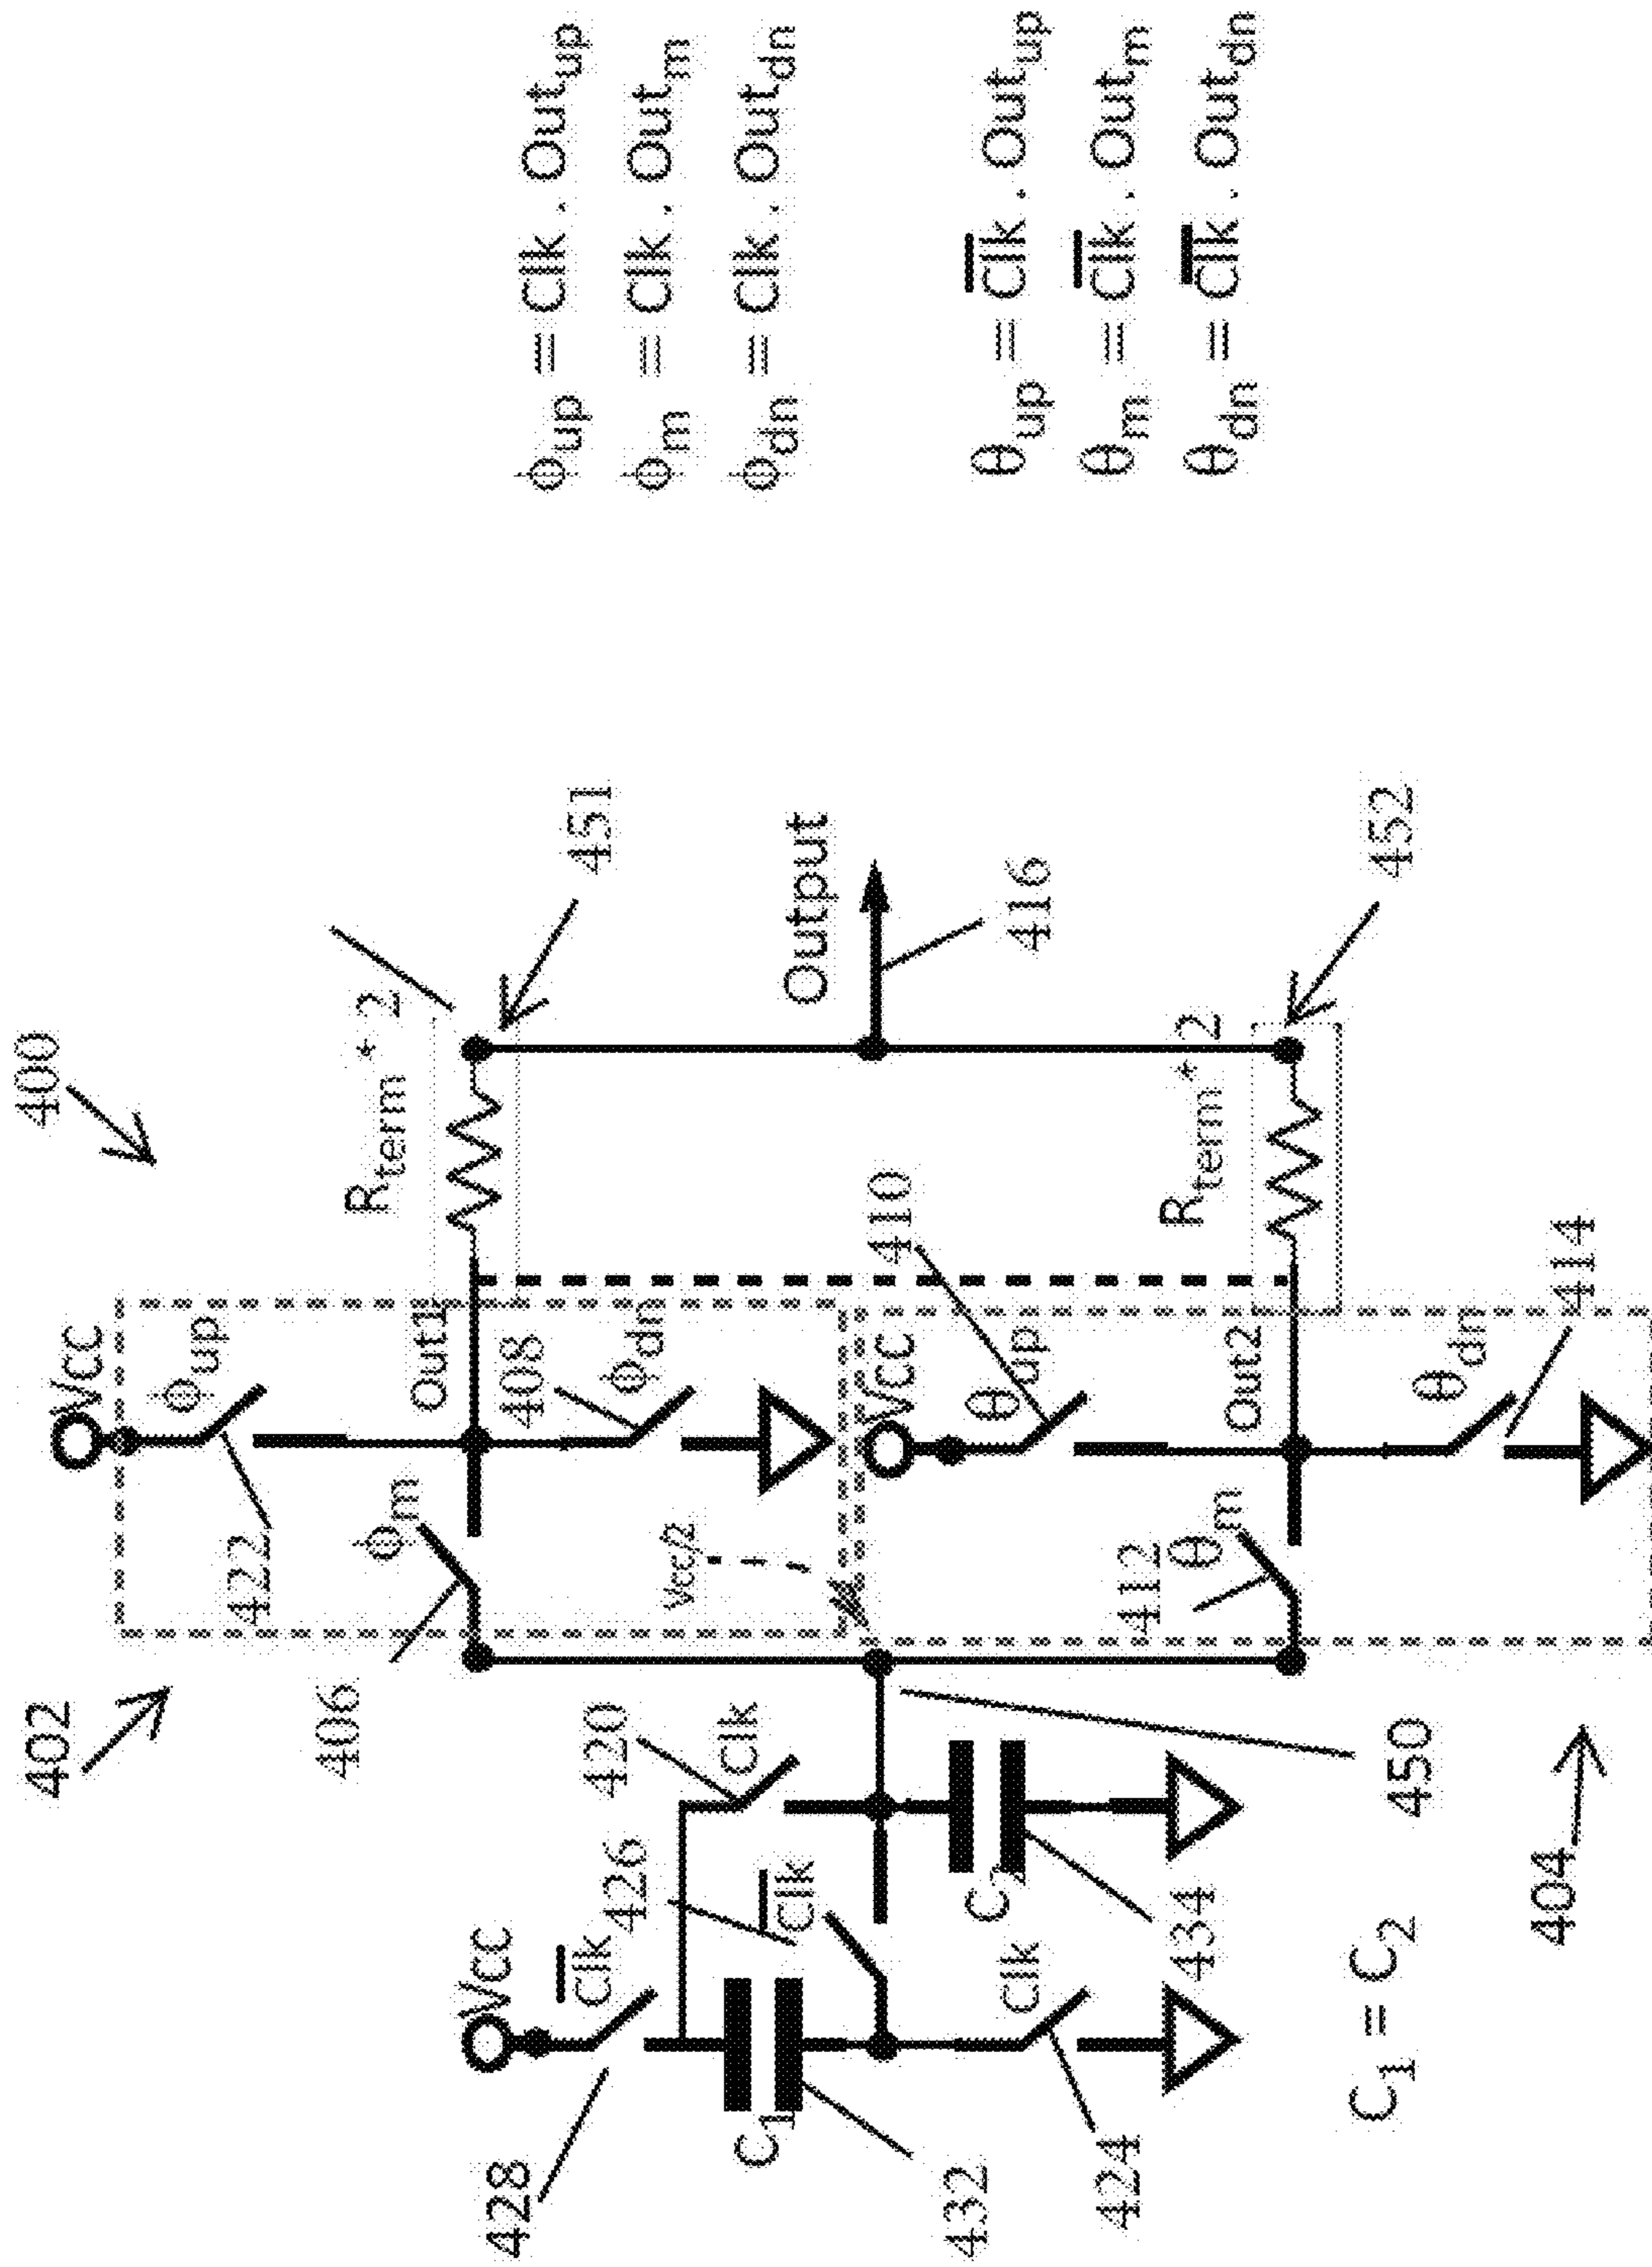 400
402
Vcc
ϕup
422
ϕm
406
Out1
408
ϕdn
Rterm * 2
451
Vcc
Clk
428
426
Clk
420
Clk
C1
432
Clk
424
C2
434
C1 = C2
450
Vcc/2
Vcc
θup
410
Output
416
412
θm
Out2
θdn
414
Rterm * 2
452
404
ϕup = Clk . Outup
ϕm = Clk . Outm
ϕdn = Clk . Outdn
θup = C̅l̅k̅ . Outup
θm = C̅l̅k̅ . Outm
θdn = C̅l̅k̅ . Outdn